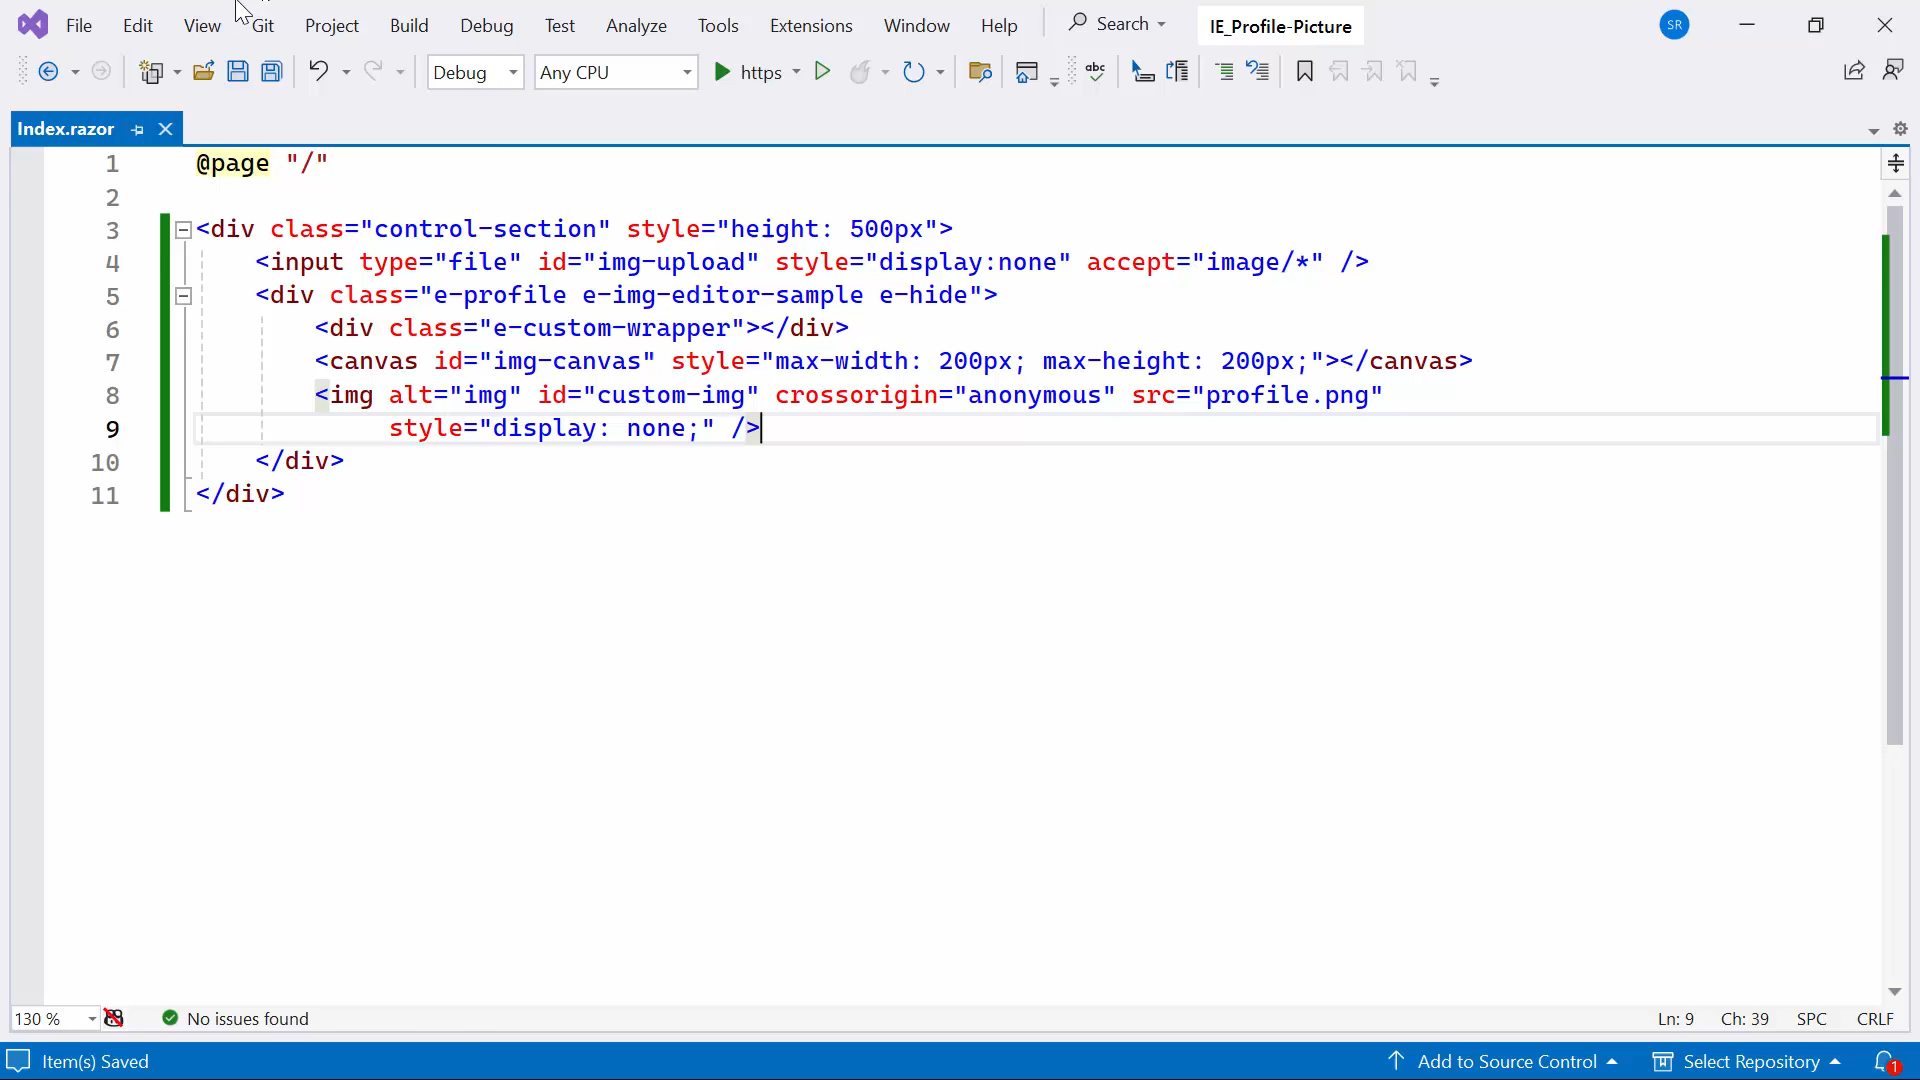 File Edit View Git Project Build Debug Test Analyze Tools Extensions Window Help Search IE_Profile-Picture SR
Debug Any CPU https abc
Index.razor
1 @page "/"
2
3 <div class="control-section" style="height: 500px">
4 <input type="file" id="img-upload" style="display:none" accept="image/*" />
5 <div class="e-profile e-img-editor-sample e-hide">
6 <div class="e-custom-wrapper"></div>
7 <canvas id="img-canvas" style="max-width: 200px; max-height: 200px;"></canvas>
8 <img alt="img" id="custom-img" crossorigin="anonymous" src="profile.png"
9 style="display: none;" />
10 </div>
11 </div>
130 % No issues found Ln: 9 Ch: 39 SPC CRLF
Item(s) Saved Add to Source Control Select Repository 1